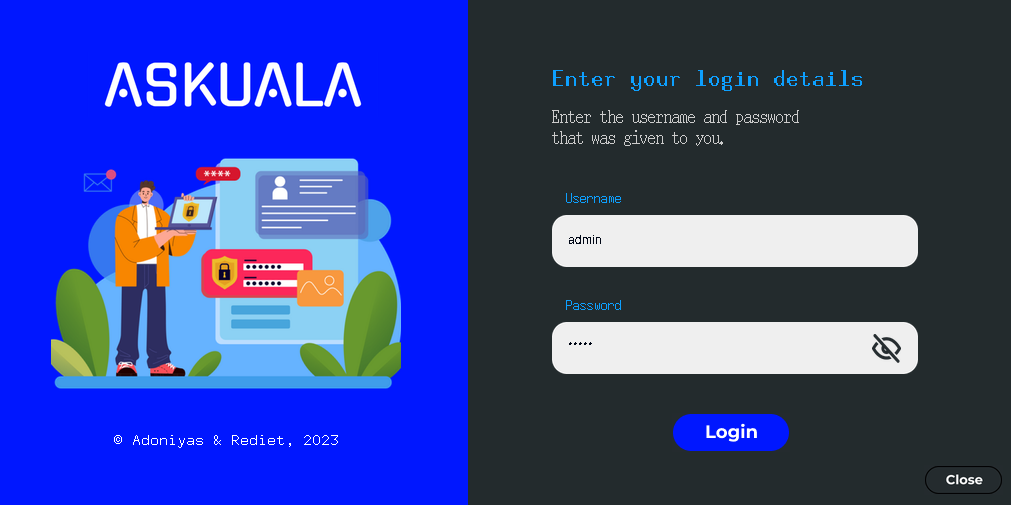 ASKUALA
****
© Adoniyas & Rediet, 2023
Enter your login details
Enter the username and password
that was given to you.
Username
admin
Password
•••••
Login
Close